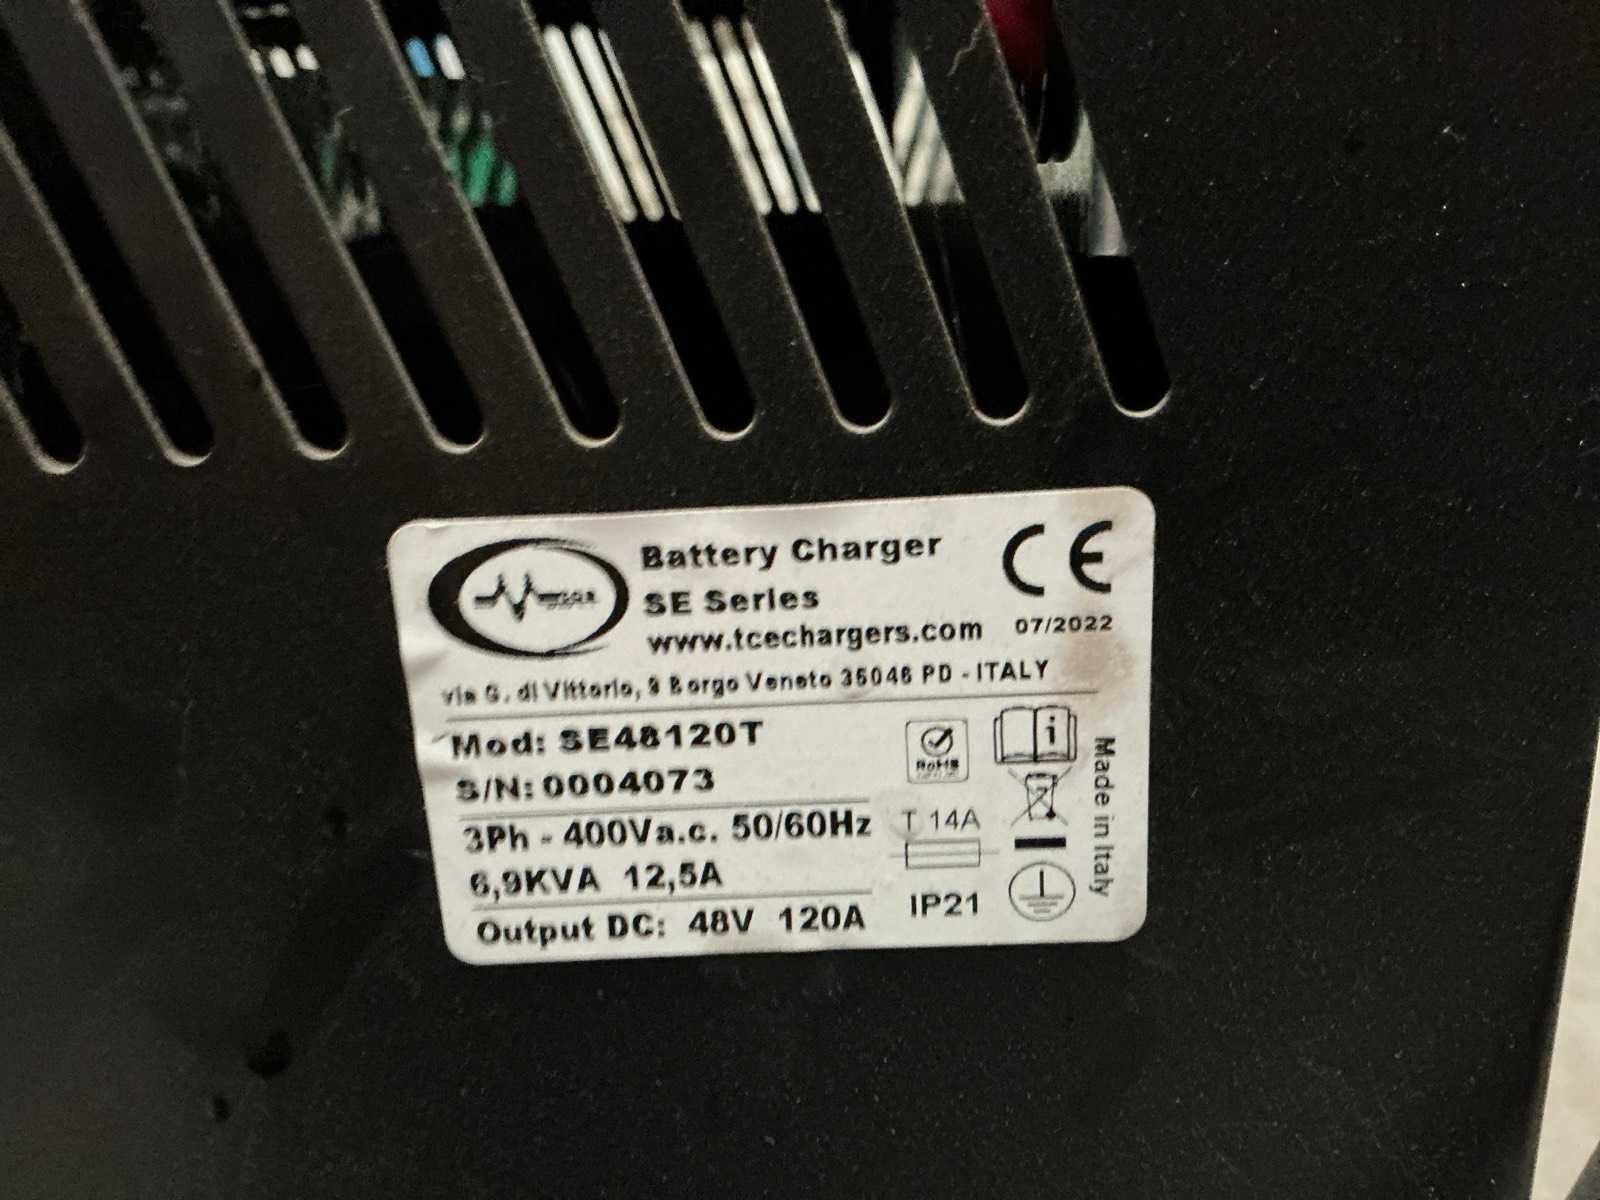 Battery Charger
SE Series
www.tcechargers.com
CE
07/2022
via G. di Vittorio, 9 Borgo Veneto 35046 PD - ITALY
Mod: SE48120T
S/N: 0004073
3Ph - 400Va.c. 50/60Hz
6,9KVA 12,5A
Output DC: 48V 120A
RoHS
i
T 14A
IP21
Made in Italy